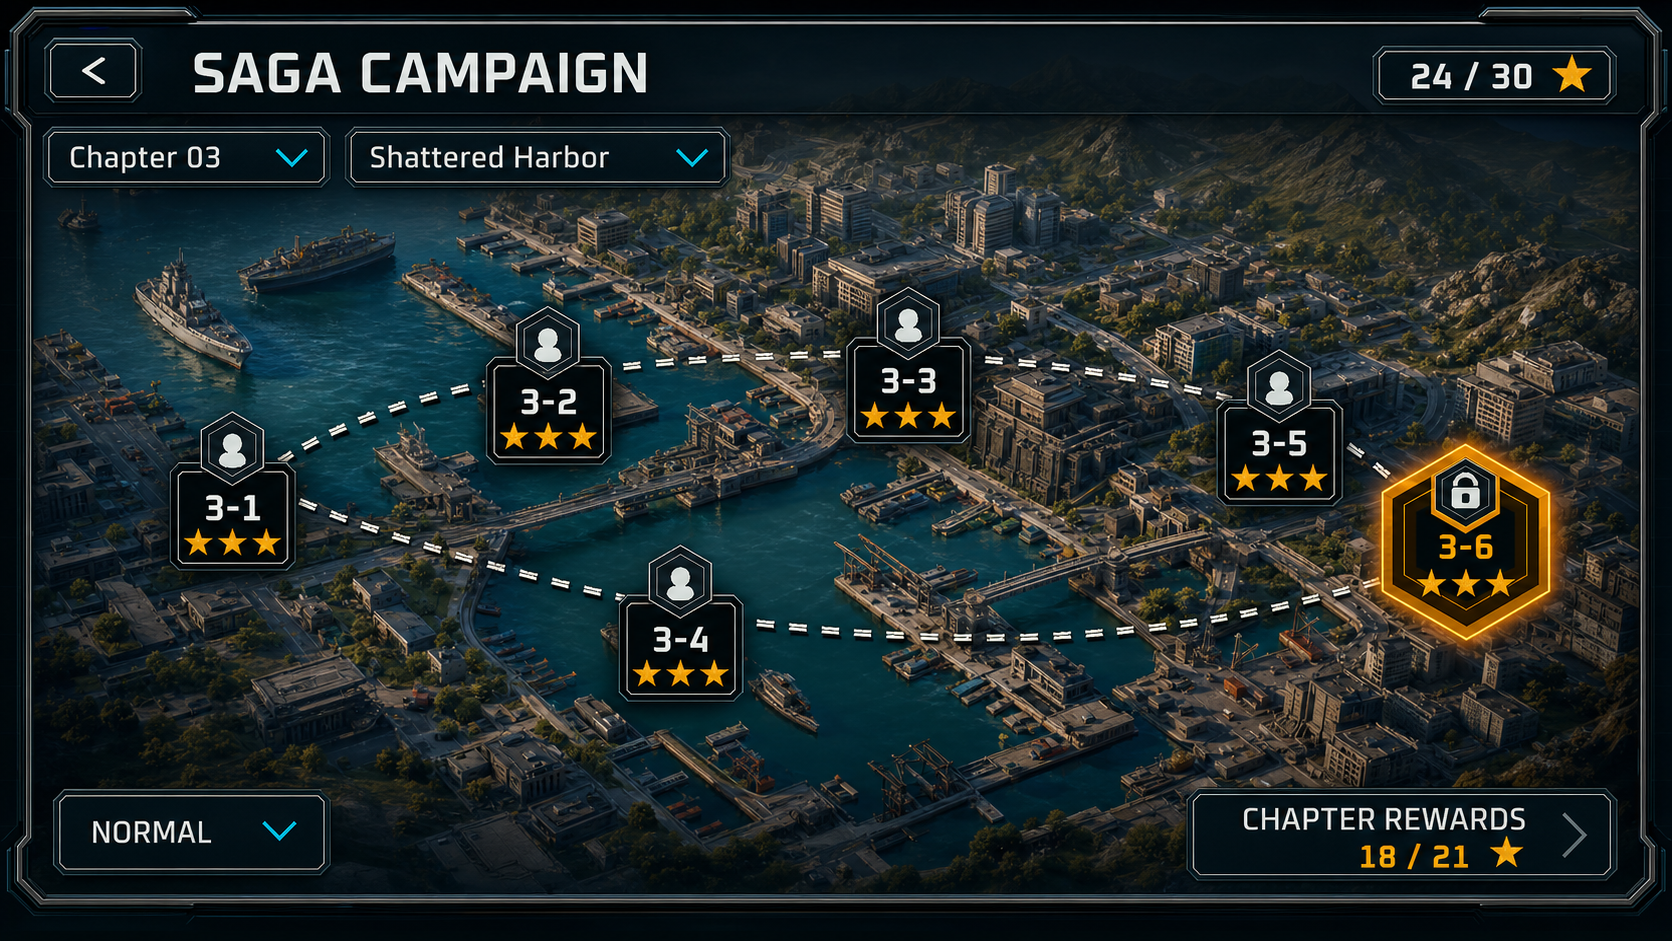 SAGA CAMPAIGN
24 / 30
Chapter 03
Shattered Harbor
3-1
3-2
3-3
3-4
3-5
3-6
NORMAL
CHAPTER REWARDS
18 / 21